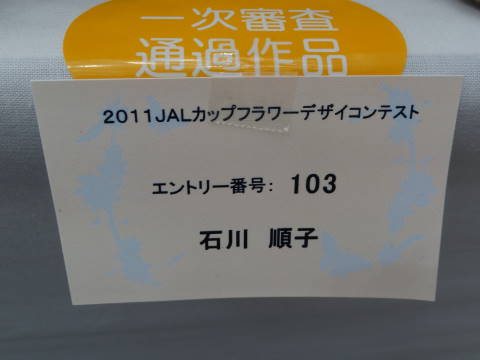 一次審査
通過作品
2011JALカップフラワーデザイコンテスト
エントリー番号: 103
石川 順子